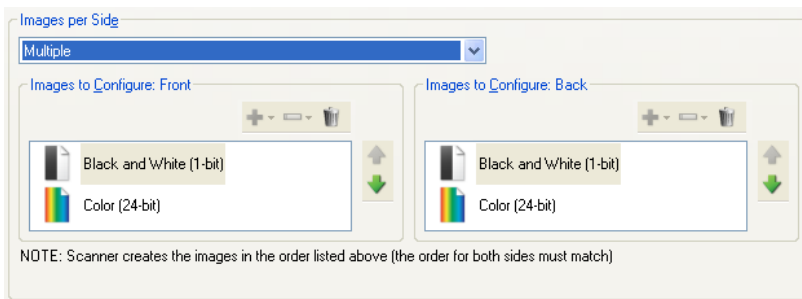 Images per Side
Multiple
Images to Configure: Front
Black and White (1-bit)
Color (24-bit)
Images to Configure: Back
Black and White (1-bit)
Color (24-bit)
NOTE: Scanner creates the images in the order listed above (the order for both sides must match)